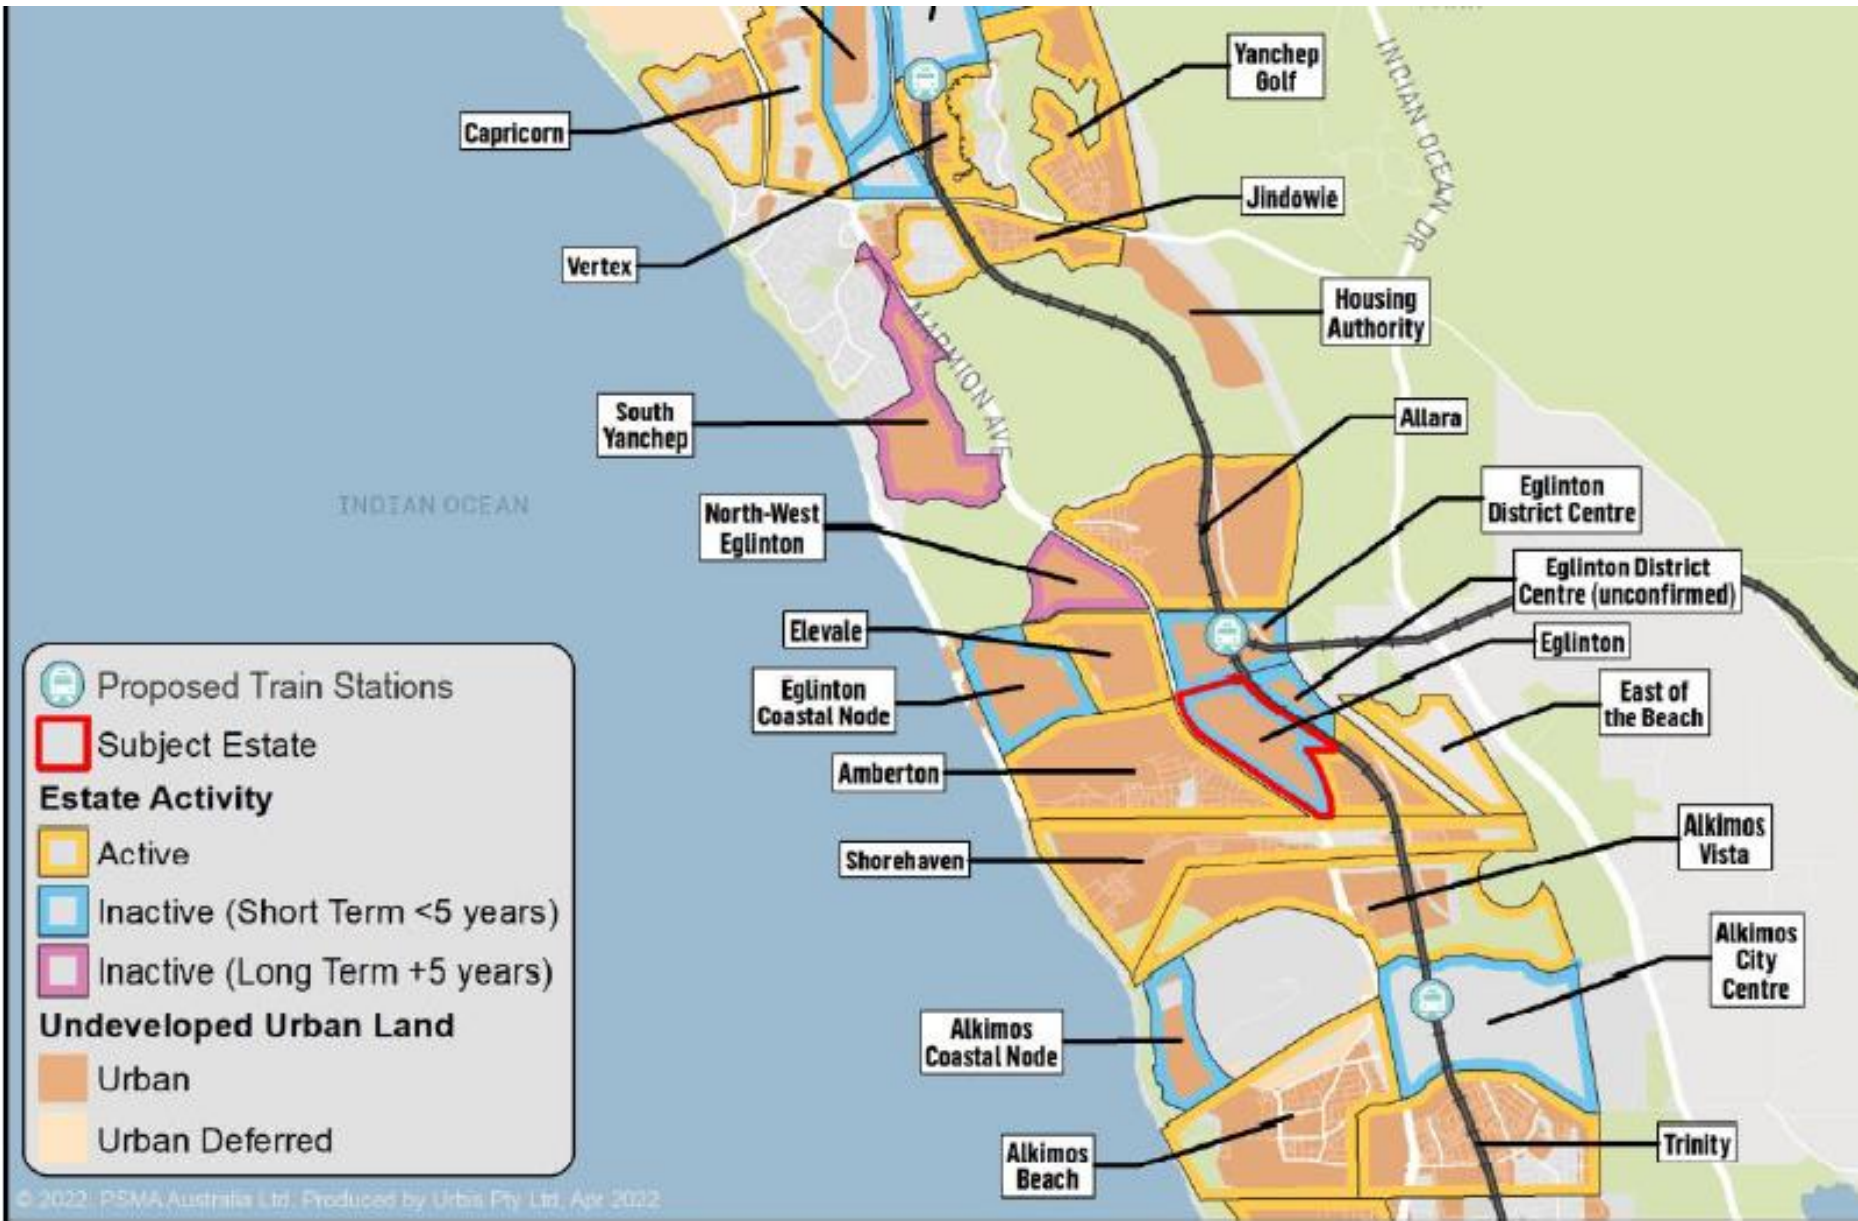 INDIAN OCEAN DR
Yanchep
Golf
Capricorn
Jindowie
Vertex
Housing
Authority
MARMION AVE
South
Yanchep
Allara
INDIAN OCEAN
North-West
Eglinton
Eglinton
District Centre
Eglinton District
Centre (unconfirmed)
Elevale
Eglinton
Eglinton
Coastal Node
East of
the Beach
Amberton
Shorehaven
Alkimos
Vista
Alkimos
City
Centre
Alkimos
Coastal Node
Alkimos
Beach
Trinity
Proposed Train Stations
Subject Estate
Estate Activity
Active
Inactive (Short Term <5 years)
Inactive (Long Term +5 years)
Undeveloped Urban Land
Urban
Urban Deferred
© 2022. PSMA Australia Ltd. Produced by Urbis Pty Ltd, Apr 2022